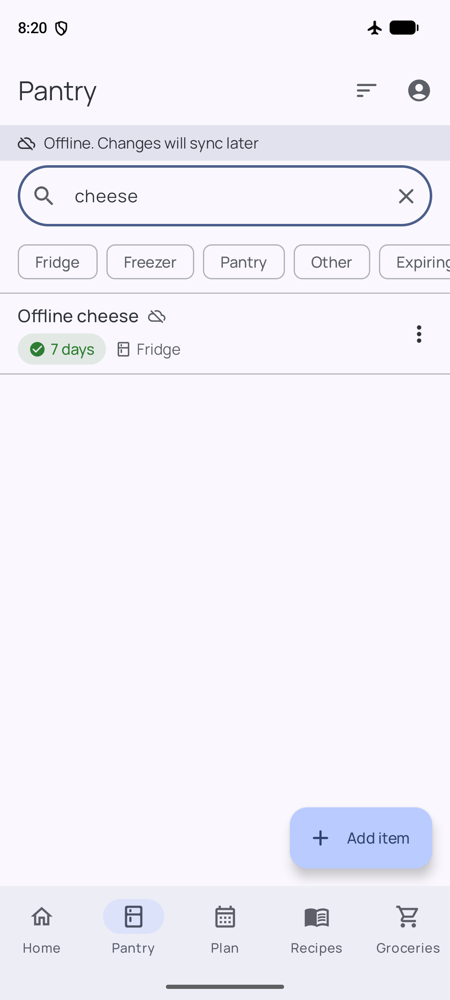 8:20
Pantry
Offline. Changes will sync later
cheese
Fridge Freezer Pantry Other Expiring
Offline cheese
7 days Fridge
Add item
Home Pantry Plan Recipes Groceries